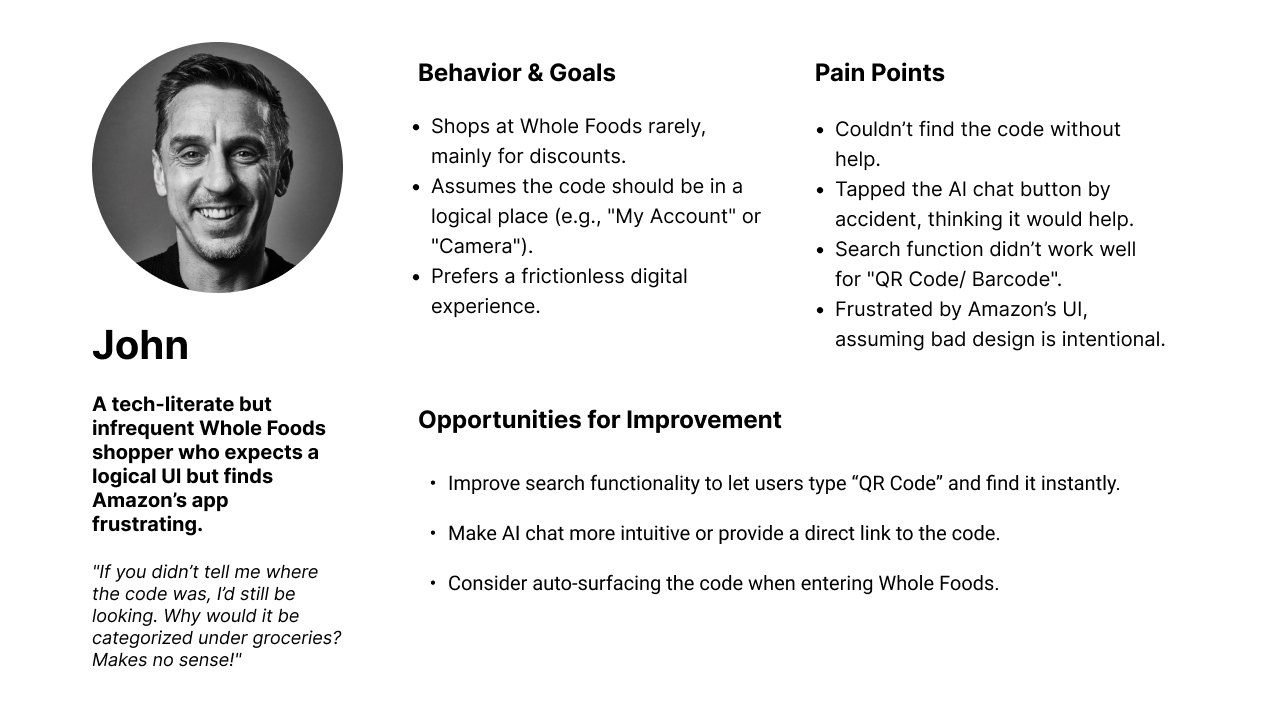 John
A tech-literate but
infrequent Whole Foods
shopper who expects a
logical UI but finds
Amazon’s app
frustrating.
"If you didn’t tell me where
the code was, I’d still be
looking. Why would it be
categorized under groceries?
Makes no sense!"
Behavior & Goals
• Shops at Whole Foods rarely,
mainly for discounts.
• Assumes the code should be in a
logical place (e.g., "My Account" or
"Camera").
• Prefers a frictionless digital
experience.
Pain Points
• Couldn’t find the code without
help.
• Tapped the AI chat button by
accident, thinking it would help.
• Search function didn’t work well
for "QR Code/ Barcode".
• Frustrated by Amazon’s UI,
assuming bad design is intentional.
Opportunities for Improvement
• Improve search functionality to let users type “QR Code” and find it instantly.
• Make AI chat more intuitive or provide a direct link to the code.
• Consider auto-surfacing the code when entering Whole Foods.